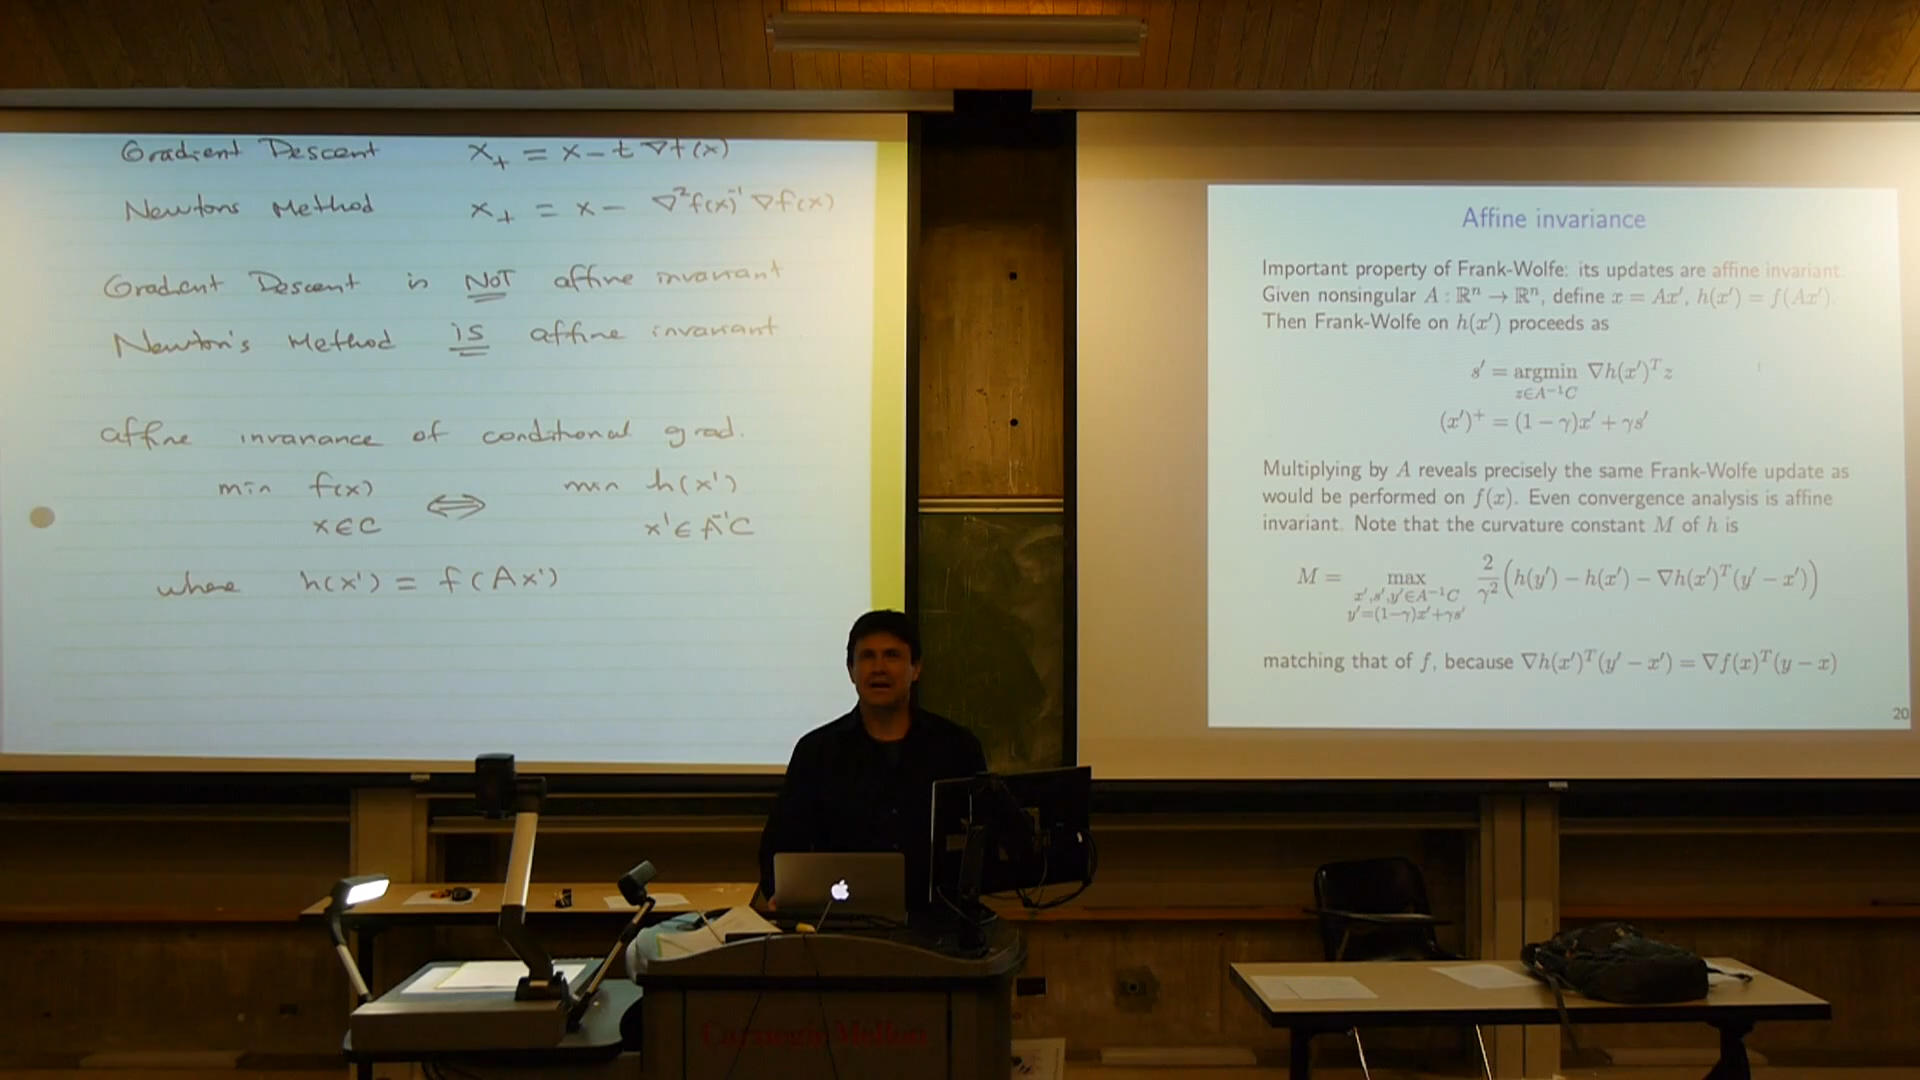 Gradient Descent x₊ = x − t ∇f(x)
Newtons Method x₊ = x − ∇²f(x)⁻¹ ∇f(x)
Gradient Descent is NOT affine invariant
Newton's Method is affine invariant
affine invariance of conditional grad.
min f(x) ⟺ min h(x')
x∈C x'∈A⁻¹C
where h(x') = f(Ax')
Affine invariance
Important property of Frank-Wolfe: its updates are affine invariant.
Given nonsingular A : ℝⁿ → ℝⁿ, define x = Ax′, h(x′) = f(Ax′).
Then Frank-Wolfe on h(x′) proceeds as
s′ = argmin ∇h(x′)ᵀz
z∈A⁻¹C
(x′)⁺ = (1 − γ)x′ + γs′
Multiplying by A reveals precisely the same Frank-Wolfe update as
would be performed on f(x). Even convergence analysis is affine
invariant. Note that the curvature constant M of h is
M = max 2/γ² (h(y′) − h(x′) − ∇h(x′)ᵀ(y′ − x′))
x′,s′,y′∈A⁻¹C
y′=(1−γ)x′+γs′
matching that of f, because ∇h(x′)ᵀ(y′ − x′) = ∇f(x)ᵀ(y − x)
20
Carnegie Mellon